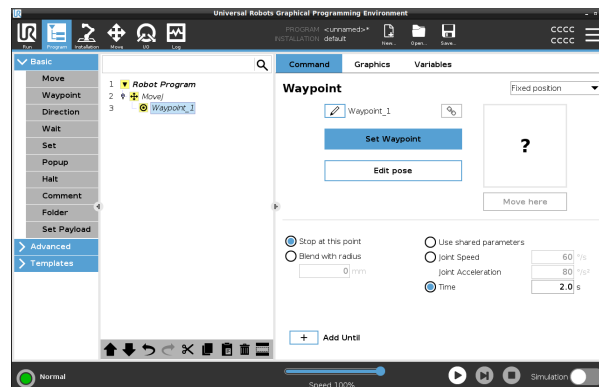 Universal Robots Graphical Programming Environment
Run
Program
Installation
Move
I/O
Log
PROGRAM <unnamed>*
INSTALLATION default
New...
Open...
Save...
CCCC
CCCC
Basic
Move
Waypoint
Direction
Wait
Set
Popup
Halt
Comment
Folder
Set Payload
Advanced
Templates
1 Robot Program
2 MoveJ
3 Waypoint_1
Command Graphics Variables
Waypoint
Fixed position
Waypoint_1
Set Waypoint
Edit pose
?
Move here
Stop at this point
Blend with radius
0 mm
Use shared parameters
Joint Speed 60 °/s
Joint Acceleration 80 °/s²
Time 2.0 s
+ Add Until
Normal
Speed 100%
Simulation